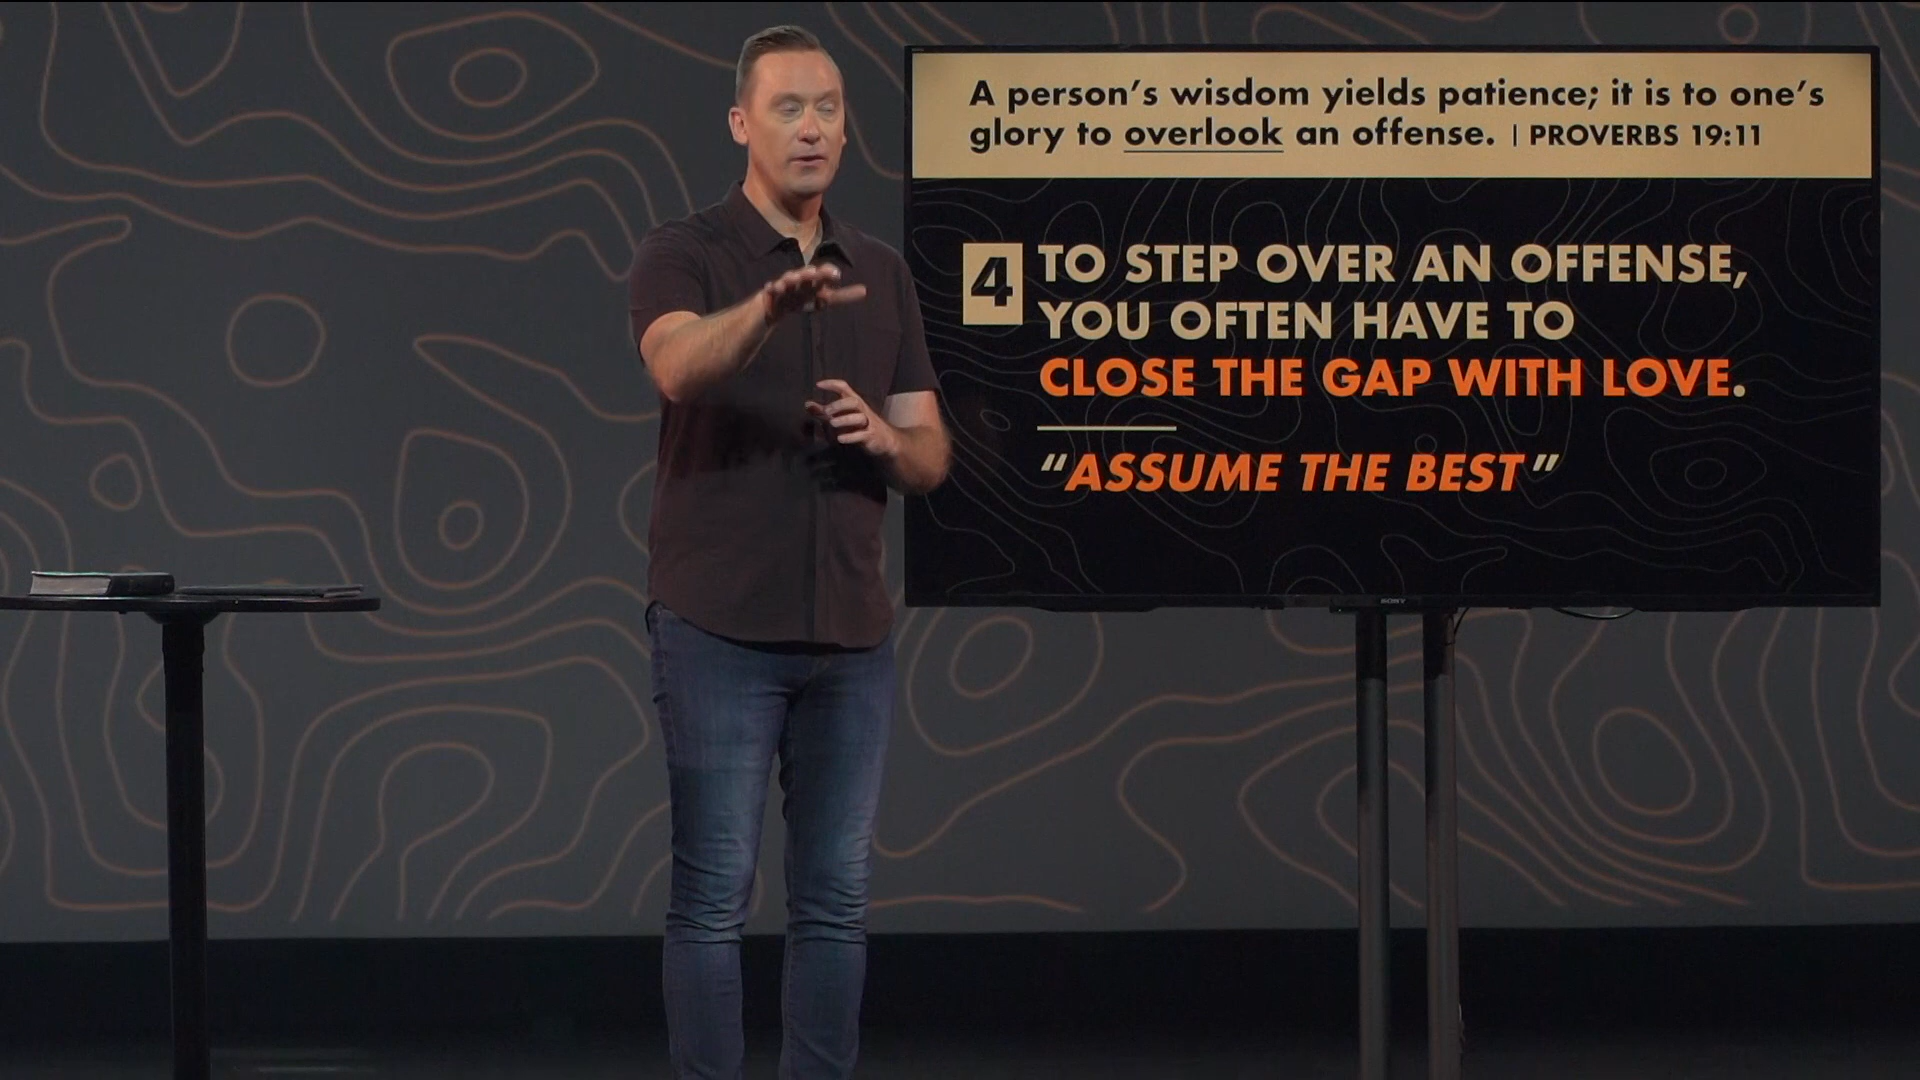 A person's wisdom yields patience; it is to one's
glory to overlook an offense. | PROVERBS 19:11
4 TO STEP OVER AN OFFENSE,
YOU OFTEN HAVE TO
CLOSE THE GAP WITH LOVE.
"ASSUME THE BEST"
SONY